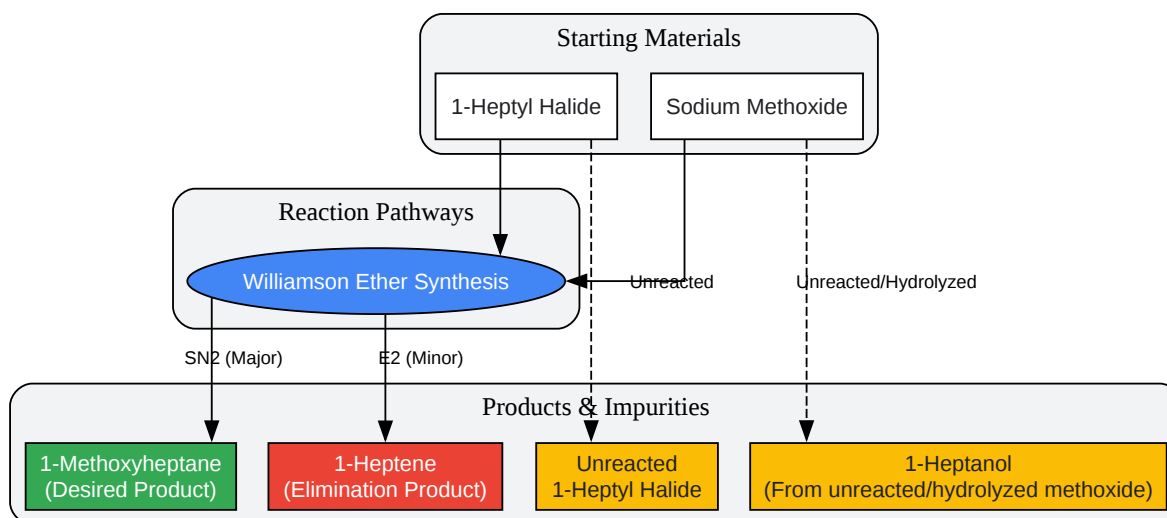 Starting Materials
1-Heptyl Halide
Sodium Methoxide
Reaction Pathways
Williamson Ether Synthesis
Unreacted
Unreacted/Hydrolyzed
SN2 (Major)
E2 (Minor)
Products & Impurities
1-Methoxyheptane
(Desired Product)
1-Heptene
(Elimination Product)
Unreacted
1-Heptyl Halide
1-Heptanol
(From unreacted/hydrolyzed methoxide)